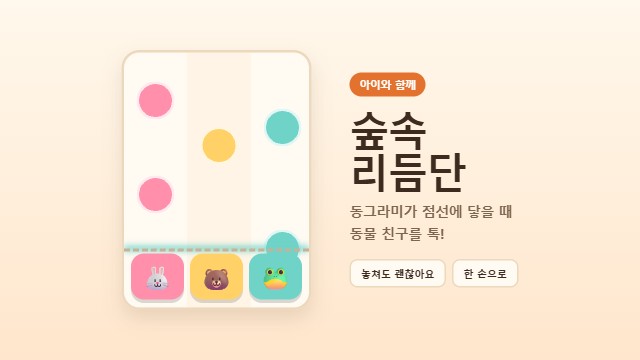 아이와 함께
숲속
리듬단
동그라미가 점선에 닿을 때
동물 친구를 톡!
놓쳐도 괜찮아요
한 손으로